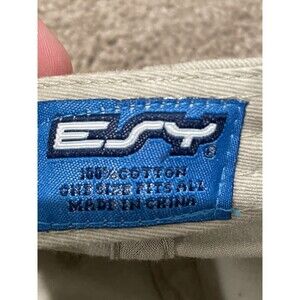 ESY®
100% COTTON
ONE SIZE FITS ALL
MADE IN CHINA